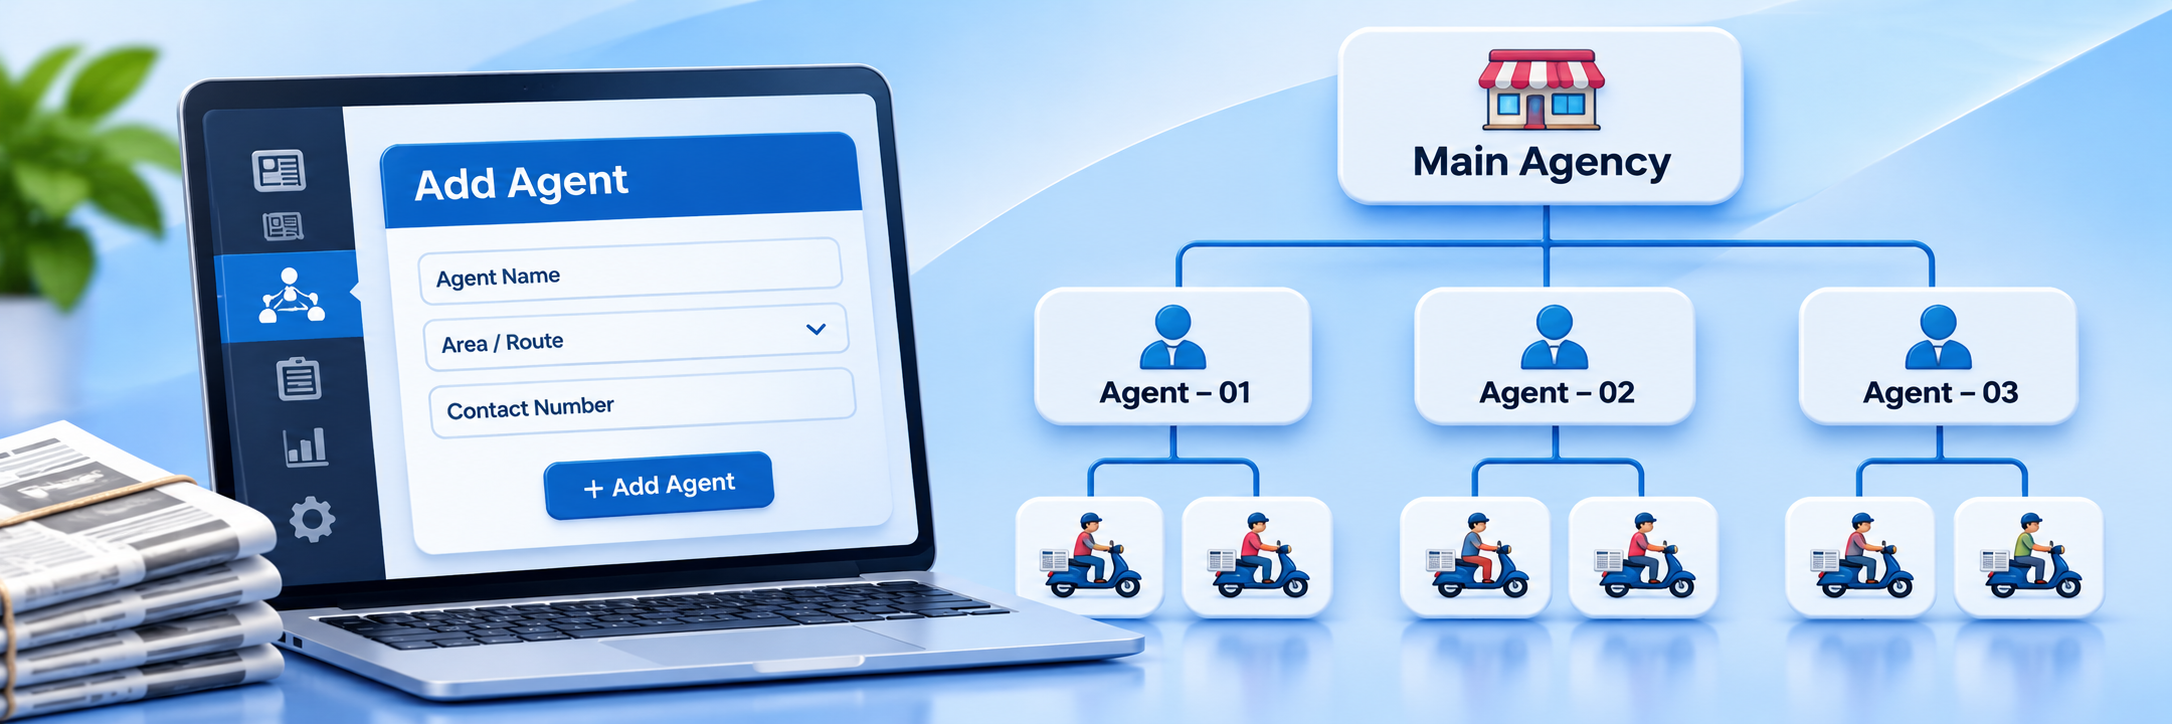 Add Agent
Agent Name
Area / Route
Contact Number
+ Add Agent
Main Agency
Agent – 01
Agent – 02
Agent – 03